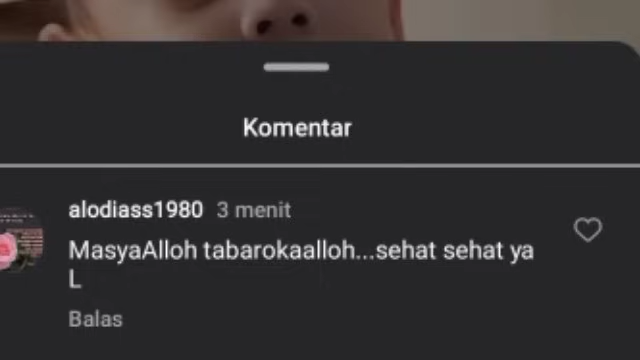 Komentar
alodiass1980 3 menit
MasyaAlloh tabarokaalloh...sehat sehat ya
L
Balas